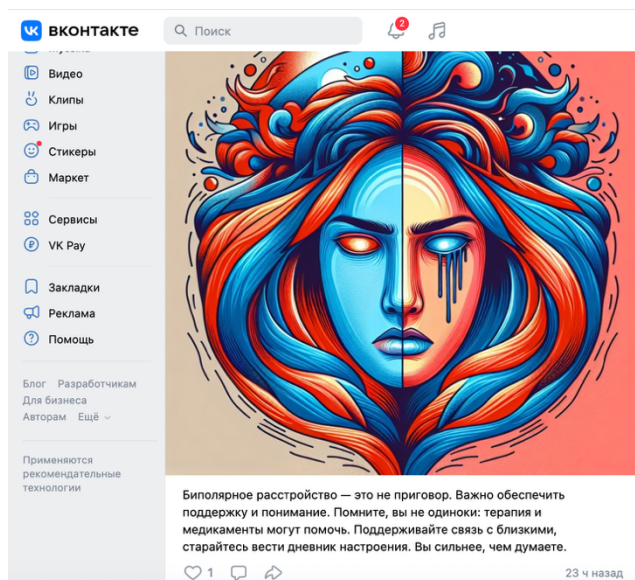 вконтакте
Поиск
2
Видео
Клипы
Игры
Стикеры
Маркет
Сервисы
VK Pay
Закладки
Реклама
Помощь
Блог Разработчикам
Для бизнеса
Авторам Ещё
Применяются
рекомендательные
технологии
Биполярное расстройство — это не приговор. Важно обеспечить
поддержку и понимание. Помните, вы не одиноки: терапия и
медикаменты могут помочь. Поддерживайте связь с близкими,
старайтесь вести дневник настроения. Вы сильнее, чем думаете.
1
23 ч назад